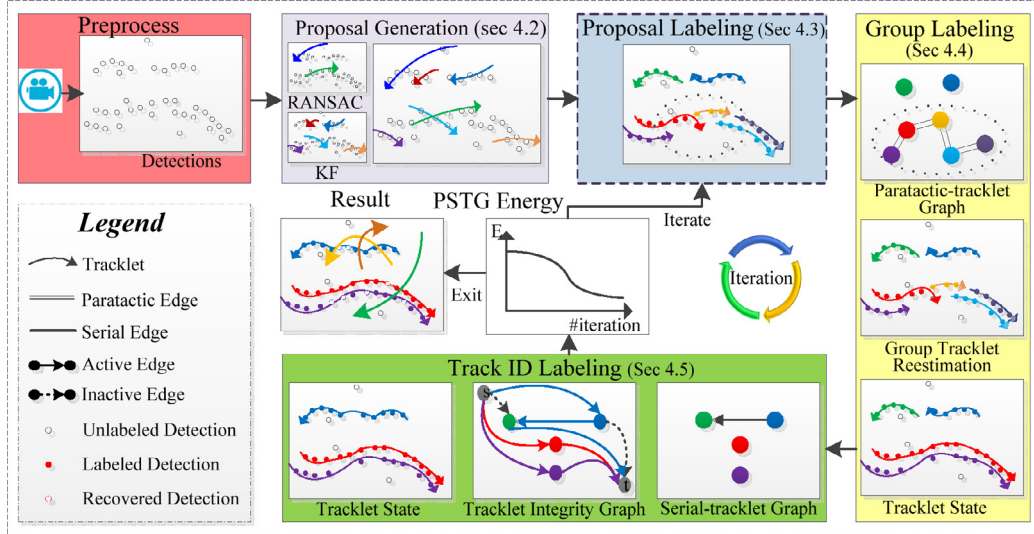 Preprocess
Detections
Proposal Generation (sec 4.2)
RANSAC
KF
Proposal Labeling (Sec 4.3)
Group Labeling
(Sec 4.4)
Paratactic-tracklet
Graph
Group Tracklet
Reestimation
Tracklet State
Legend
Tracklet
Paratactic Edge
Serial Edge
Active Edge
Inactive Edge
Unlabeled Detection
Labeled Detection
Recovered Detection
Result
PSTG Energy
E
#iteration
Exit
Iterate
Iteration
Track ID Labeling (Sec 4.5)
Tracklet State
s
t
Tracklet Integrity Graph
Serial-tracklet Graph